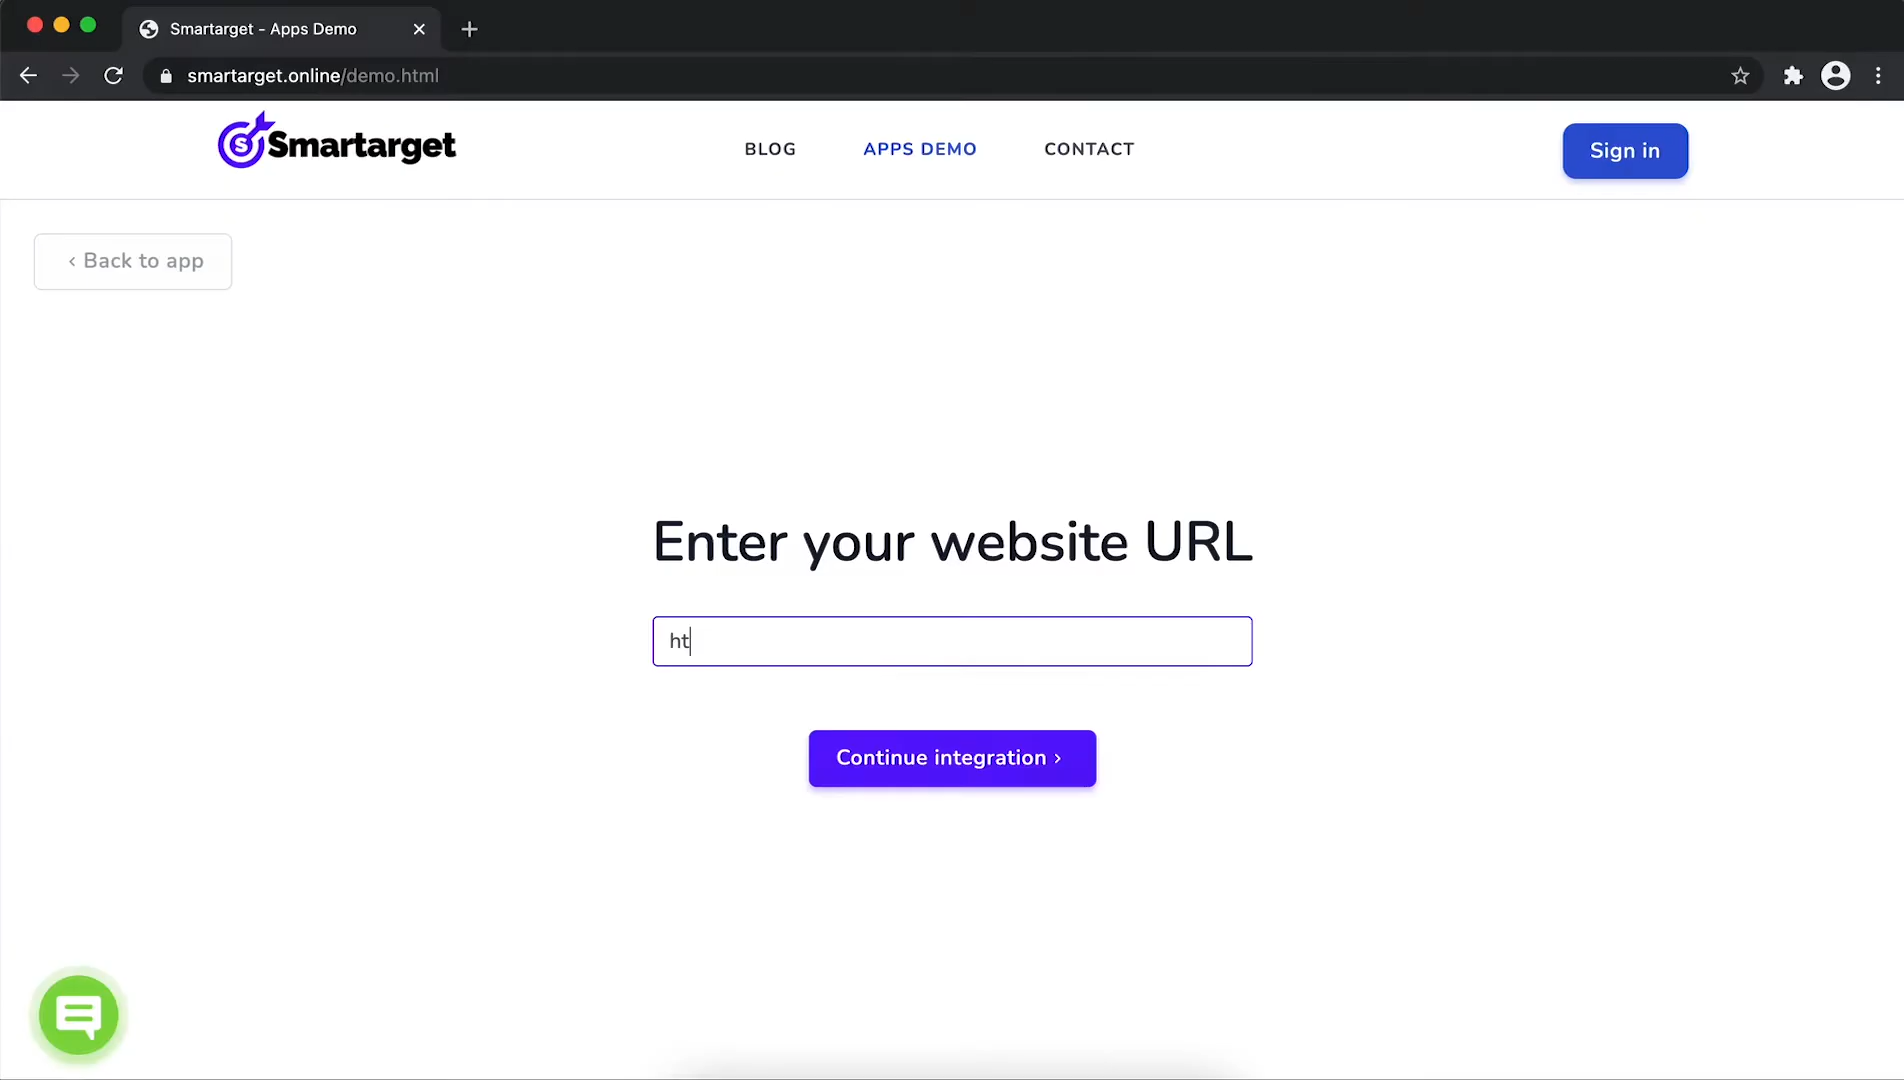 Smartarget - Apps Demo
smartarget.online/demo.html
Smartarget
BLOG
APPS DEMO
CONTACT
Sign in
‹ Back to app
Enter your website URL
ht
Continue integration ›